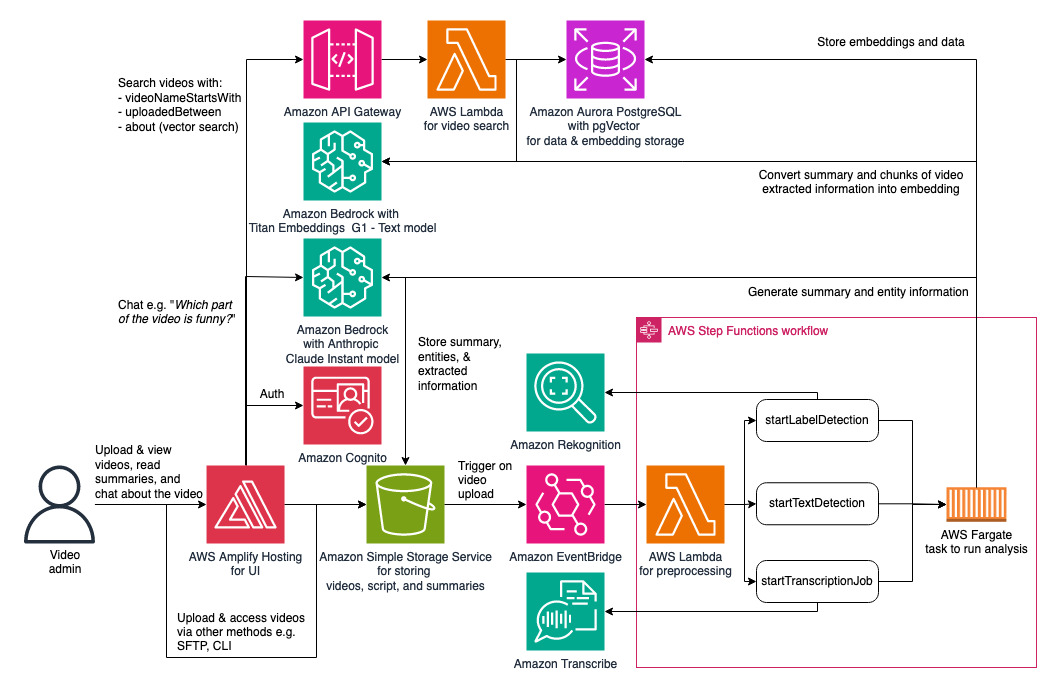 Store embeddings and data
Search videos with:
- videoNameStartsWith
- uploadedBetween
- about (vector search)
Amazon API Gateway
AWS Lambda
for video search
Amazon Aurora PostgreSQL
with pgVector
for data & embedding storage
Convert summary and chunks of video
extracted information into embedding
Amazon Bedrock with
Titan Embeddings G1 - Text model
Generate summary and entity information
Chat e.g. "Which part
of the video is funny?"
Amazon Bedrock
with Anthropic
Claude Instant model
Store summary,
entities, &
extracted
information
AWS Step Functions workflow
Auth
Amazon Cognito
Amazon Rekognition
startLabelDetection
Upload & view
videos, read
summaries, and
chat about the video
Trigger on
video
upload
startTextDetection
Video
admin
AWS Amplify Hosting
for UI
Amazon Simple Storage Service
for storing
videos, script, and summaries
Amazon EventBridge
AWS Lambda
for preprocessing
AWS Fargate
task to run analysis
startTranscriptionJob
Upload & access videos
via other methods e.g.
SFTP, CLI
Amazon Transcribe